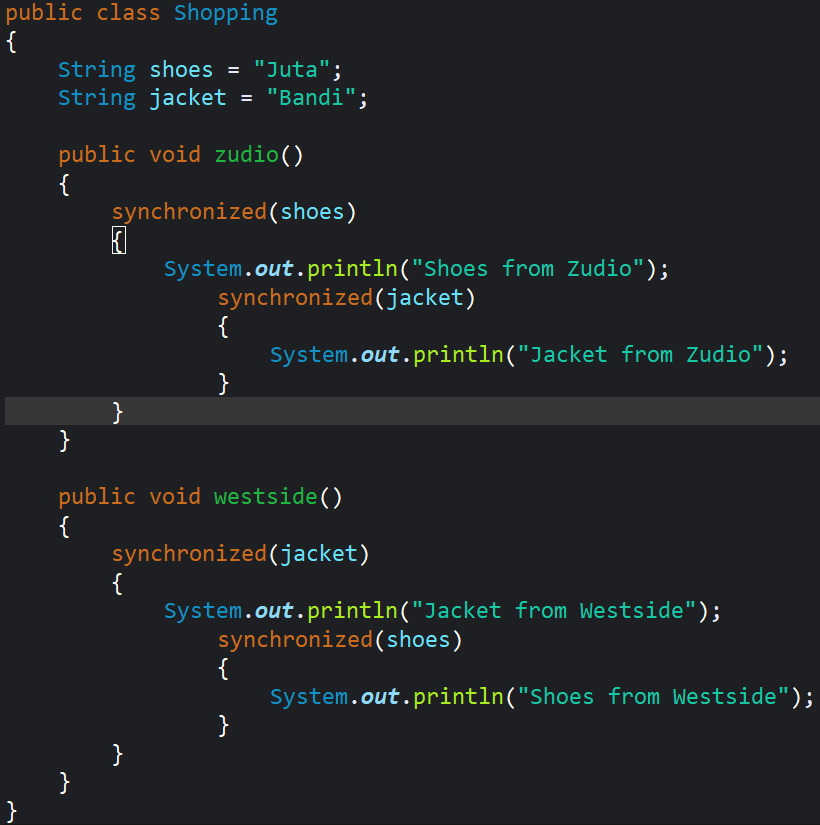 public class Shopping
{
    String shoes = "Juta";
    String jacket = "Bandi";

    public void zudio()
    {
        synchronized(shoes)
        {
            System.out.println("Shoes from Zudio");
                synchronized(jacket)
                {
                    System.out.println("Jacket from Zudio");
                }
        }
    }

    public void westside()
    {
        synchronized(jacket)
        {
            System.out.println("Jacket from Westside");
                synchronized(shoes)
                {
                    System.out.println("Shoes from Westside");
                }
        }
    }
}